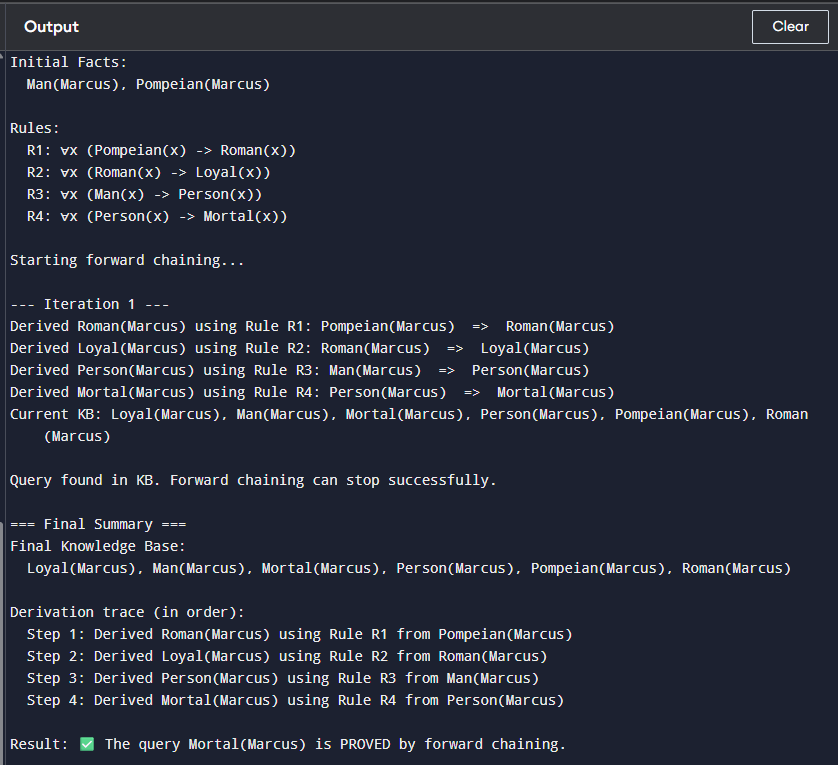 Output
Clear
Initial Facts:
Man(Marcus), Pompeian(Marcus)
Rules:
R1: ∀x (Pompeian(x) -> Roman(x))
R2: ∀x (Roman(x) -> Loyal(x))
R3: ∀x (Man(x) -> Person(x))
R4: ∀x (Person(x) -> Mortal(x))
Starting forward chaining...
--- Iteration 1 ---
Derived Roman(Marcus) using Rule R1: Pompeian(Marcus)  =>  Roman(Marcus)
Derived Loyal(Marcus) using Rule R2: Roman(Marcus)  =>  Loyal(Marcus)
Derived Person(Marcus) using Rule R3: Man(Marcus)  =>  Person(Marcus)
Derived Mortal(Marcus) using Rule R4: Person(Marcus)  =>  Mortal(Marcus)
Current KB: Loyal(Marcus), Man(Marcus), Mortal(Marcus), Person(Marcus), Pompeian(Marcus), Roman
(Marcus)
Query found in KB. Forward chaining can stop successfully.
=== Final Summary ===
Final Knowledge Base:
Loyal(Marcus), Man(Marcus), Mortal(Marcus), Person(Marcus), Pompeian(Marcus), Roman(Marcus)
Derivation trace (in order):
Step 1: Derived Roman(Marcus) using Rule R1 from Pompeian(Marcus)
Step 2: Derived Loyal(Marcus) using Rule R2 from Roman(Marcus)
Step 3: Derived Person(Marcus) using Rule R3 from Man(Marcus)
Step 4: Derived Mortal(Marcus) using Rule R4 from Person(Marcus)
Result: ✅ The query Mortal(Marcus) is PROVED by forward chaining.